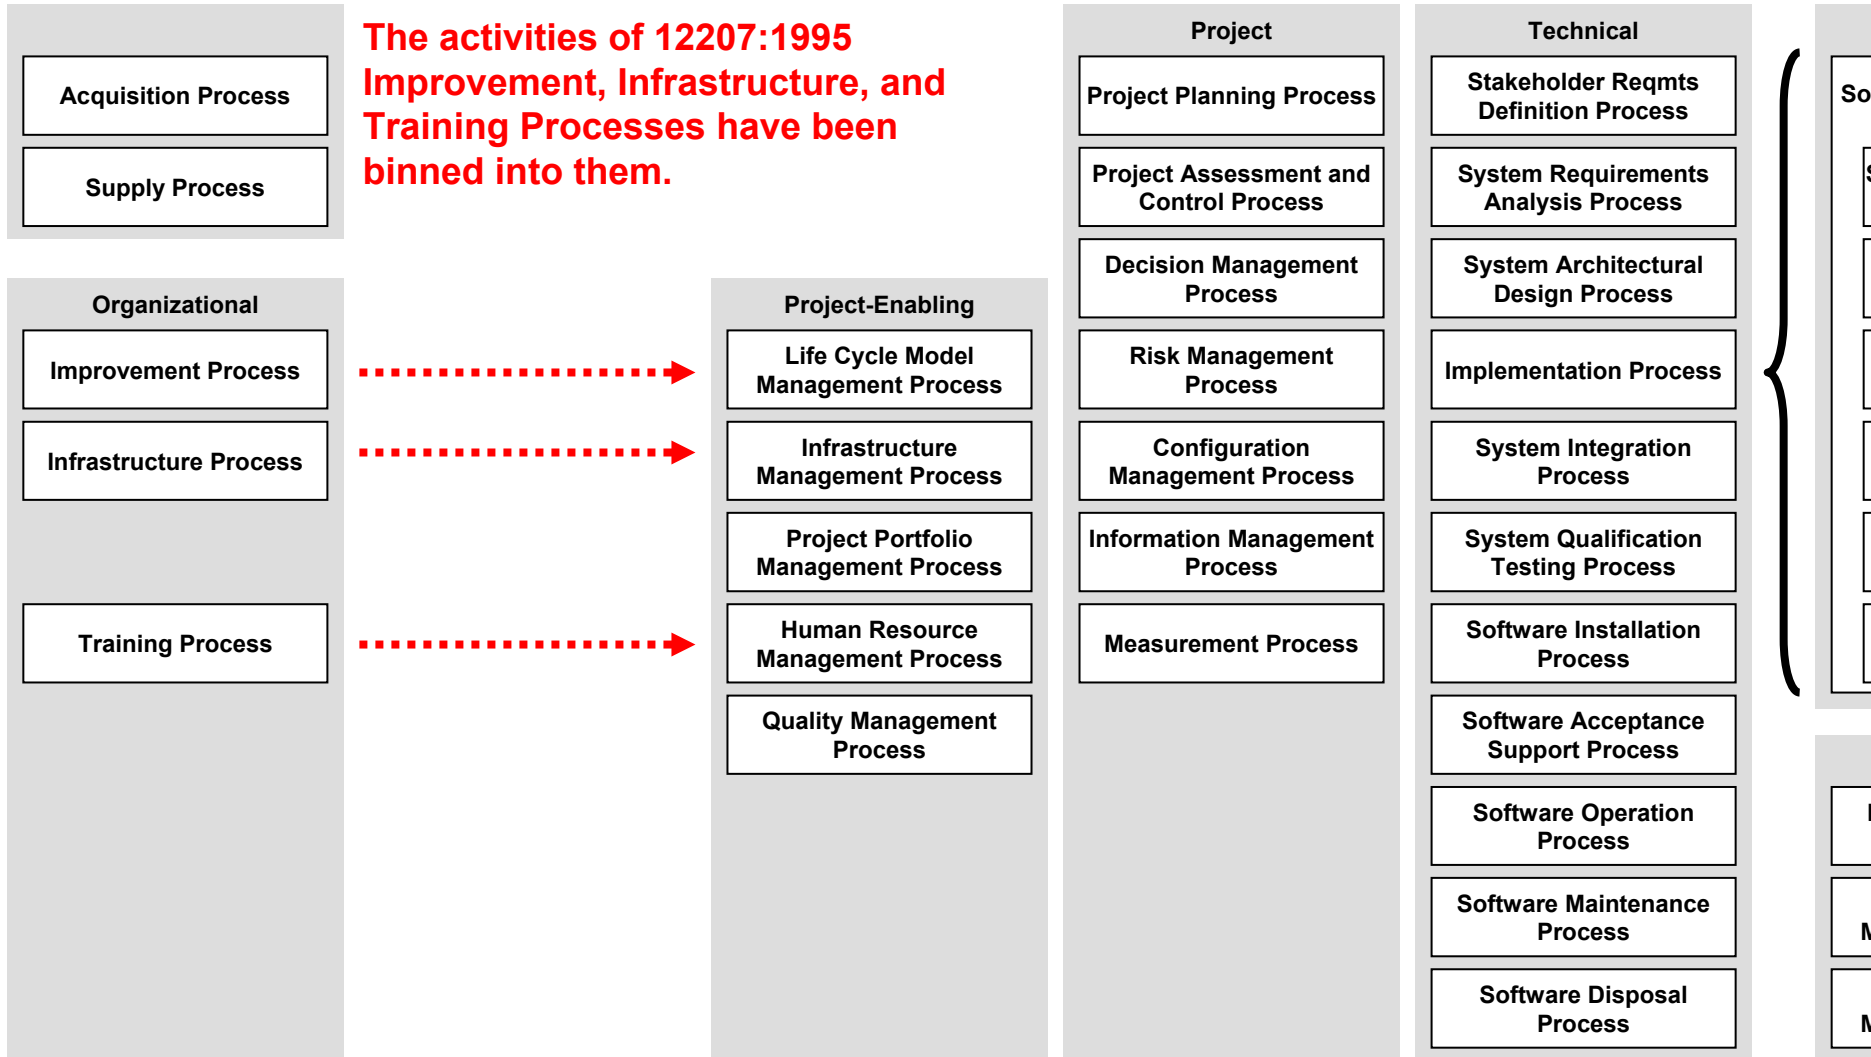 Acquisition Process
Supply Process
The activities of 12207:1995
Improvement, Infrastructure, and
Training Processes have been
binned into them.
Organizational
Improvement Process
Infrastructure Process
Training Process
Project-Enabling
Life Cycle Model
Management Process
Infrastructure
Management Process
Project Portfolio
Management Process
Human Resource
Management Process
Quality Management
Process
Project
Project Planning Process
Project Assessment and
Control Process
Decision Management
Process
Risk Management
Process
Configuration
Management Process
Information Management
Process
Measurement Process
Technical
Stakeholder Reqmts
Definition Process
System Requirements
Analysis Process
System Architectural
Design Process
Implementation Process
System Integration
Process
System Qualification
Testing Process
Software Installation
Process
Software Acceptance
Support Process
Software Operation
Process
Software Maintenance
Process
Software Disposal
Process